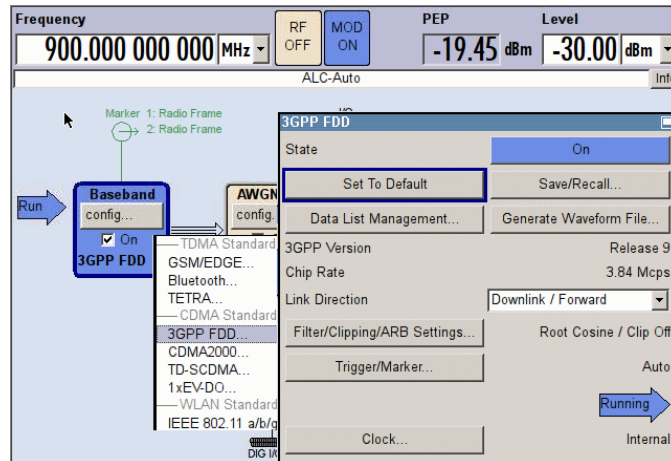 Frequency
900.000 000 000 MHz
RF OFF
MOD ON
PEP
-19.45 dBm
Level
-30.00 dBm
ALC-Auto
Marker 1: Radio Frame
2: Radio Frame
Run
Baseband
config...
On
3GPP FDD
AWGN
config.
TDMA Standard
GSM/EDGE...
Bluetooth...
TETRA...
CDMA Standard
3GPP FDD...
CDMA2000...
TD-SCDMA...
1xEV-DO...
WLAN Standard
IEEE 802.11 a/b/g
DIG I/
3GPP FDD
State On
Set To Default Save/Recall...
Data List Management... Generate Waveform File...
3GPP Version Release 9
Chip Rate 3.84 Mcps
Link Direction Downlink / Forward
Filter/Clipping/ARB Settings... Root Cosine / Clip Off
Trigger/Marker... Auto
Running
Clock... Internal